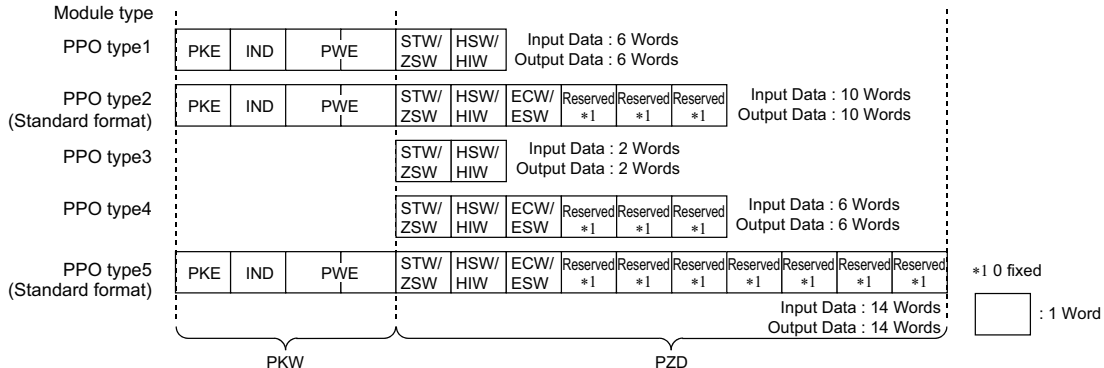 Module type
PPO type1
PKE IND PWE STW/ HSW/ Input Data : 6 Words
ZSW HIW Output Data : 6 Words
PPO type2
(Standard format)
PKE IND PWE STW/ HSW/ ECW/ Reserved Reserved Reserved Input Data : 10 Words
ZSW HIW ESW *1 *1 *1 Output Data : 10 Words
PPO type3
STW/ HSW/ Input Data : 2 Words
ZSW HIW Output Data : 2 Words
PPO type4
STW/ HSW/ ECW/ Reserved Reserved Reserved Input Data : 6 Words
ZSW HIW ESW *1 *1 *1 Output Data : 6 Words
PPO type5
(Standard format)
PKE IND PWE STW/ HSW/ ECW/ Reserved Reserved Reserved Reserved Reserved Reserved Reserved
ZSW HIW ESW *1 *1 *1 *1 *1 *1 *1
*1 0 fixed
Input Data : 14 Words
Output Data : 14 Words
: 1 Word
PKW PZD